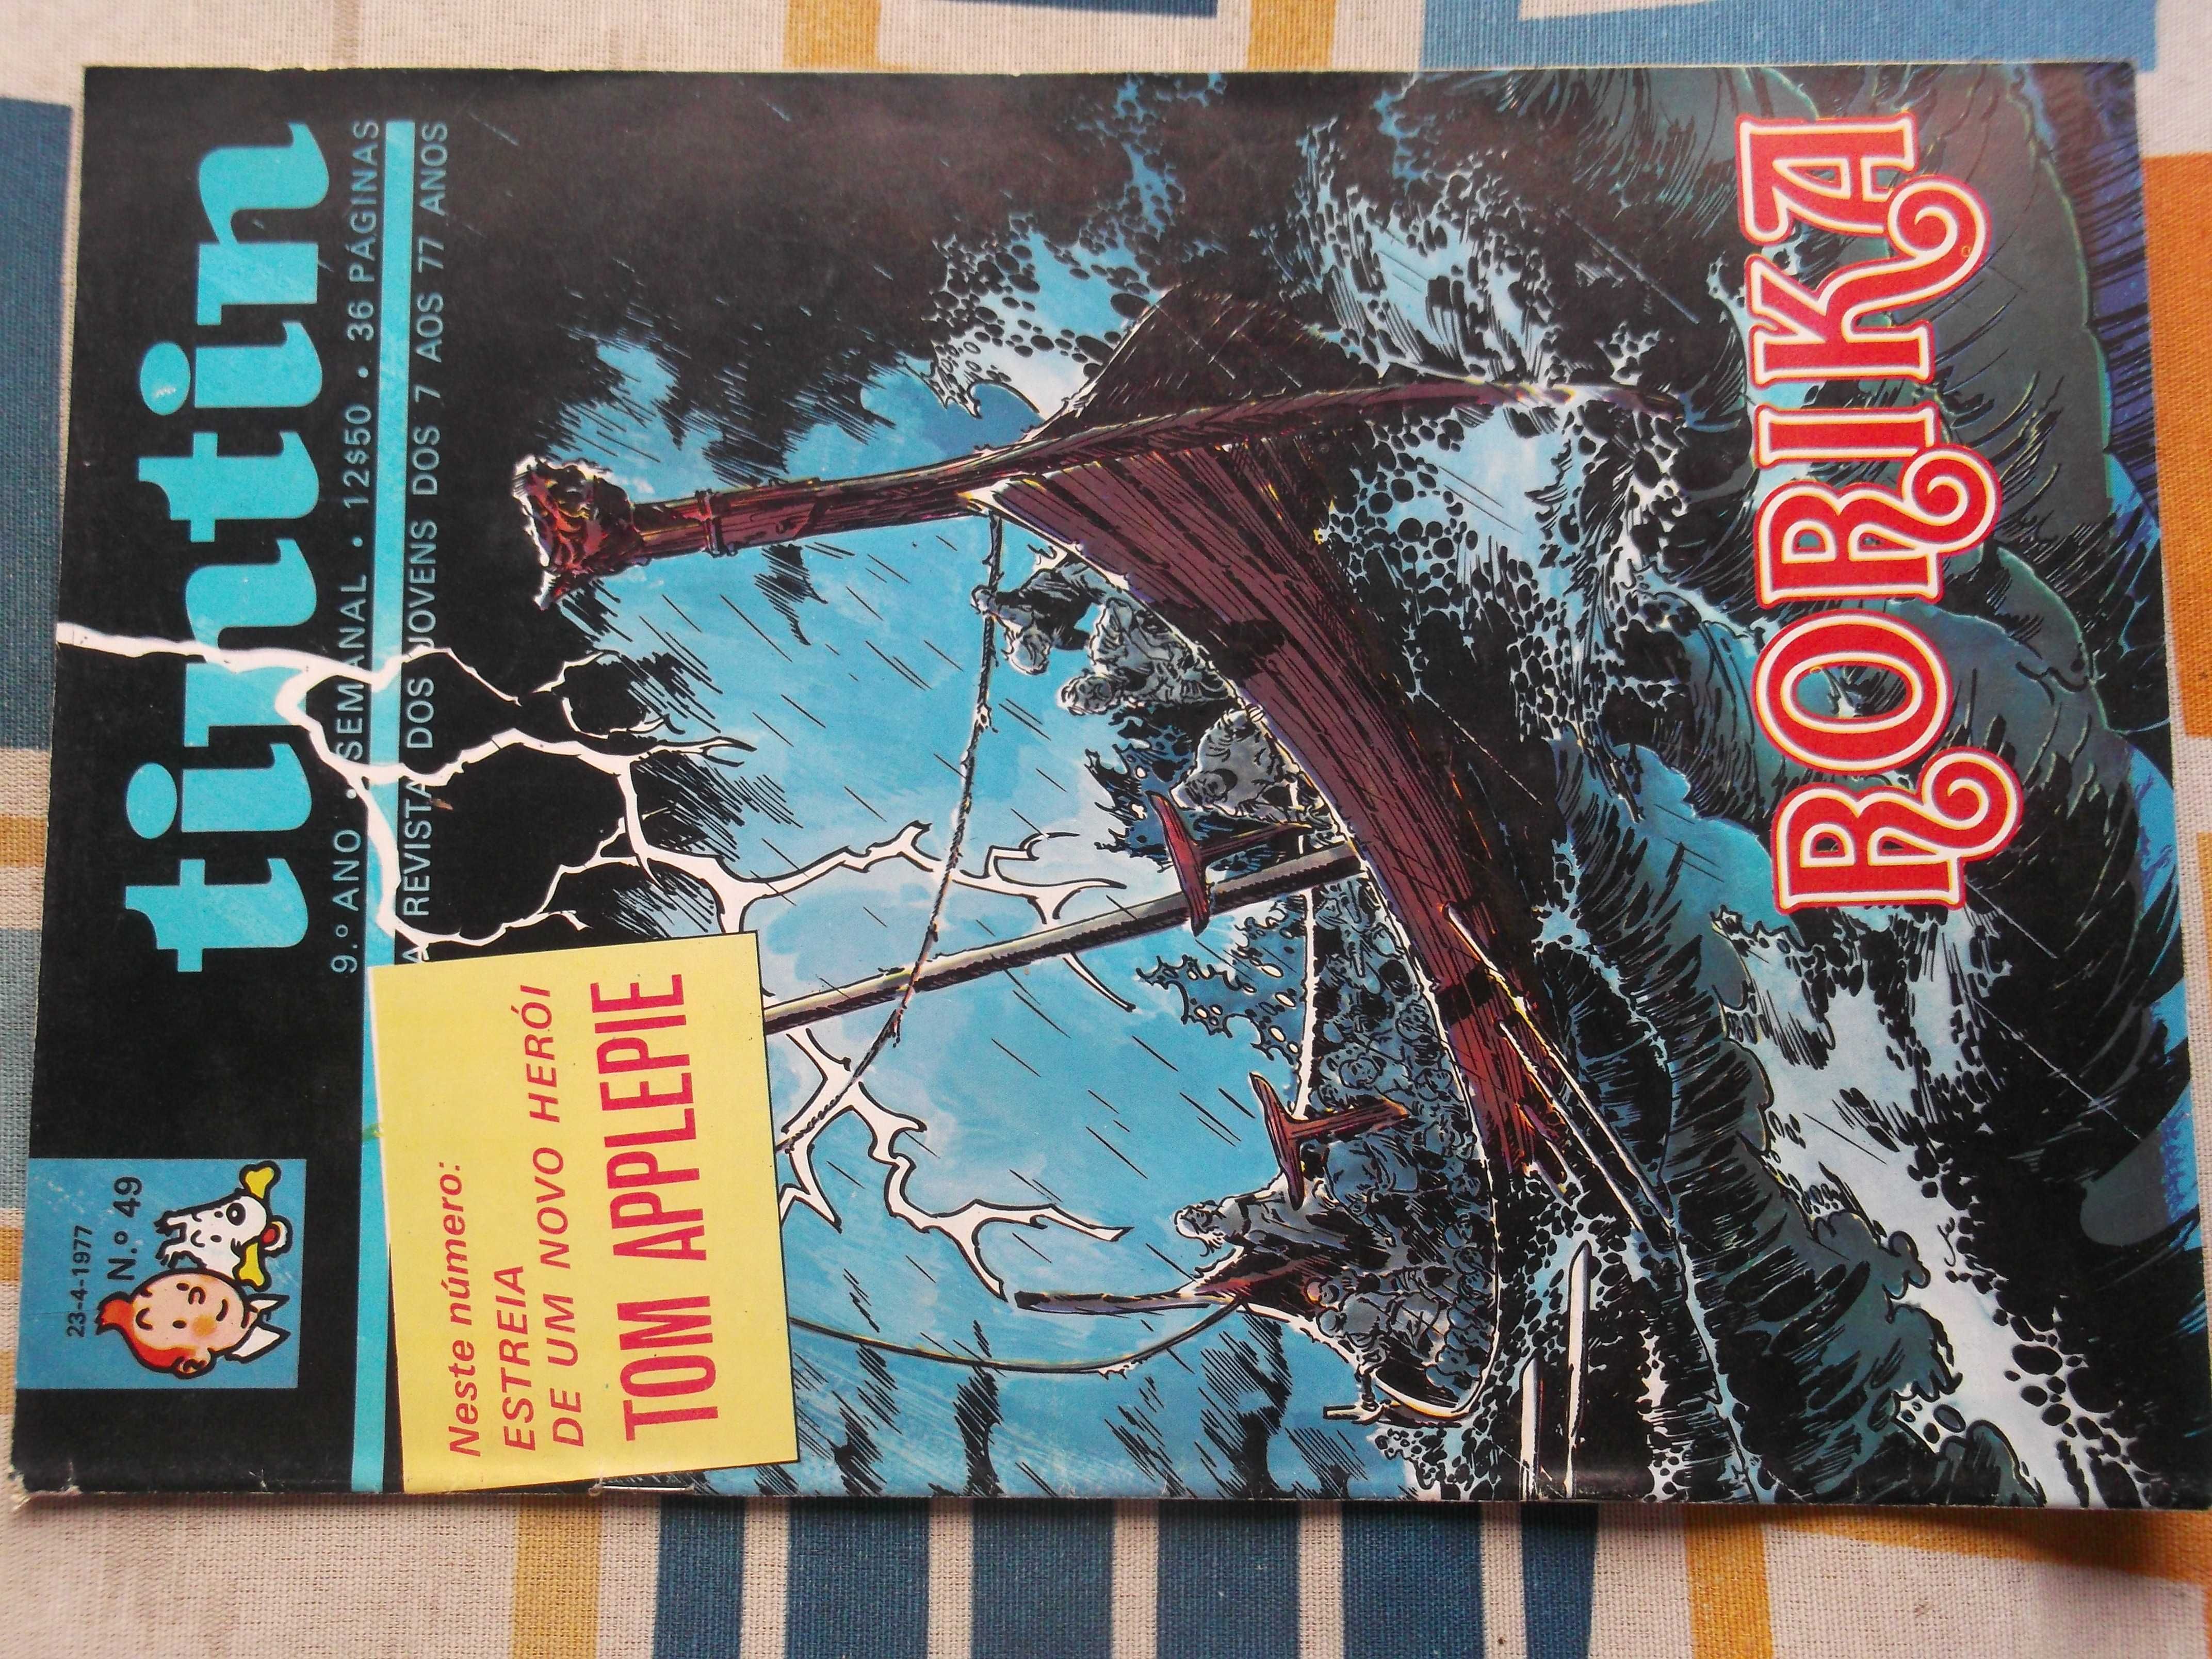 23-4-1977
N.º 49
tintin
9.º ANO • SEMANAL • 12$50 • 36 PÁGINAS
A REVISTA DOS JOVENS DOS 7 AOS 77 ANOS
Neste número:
ESTREIA
DE UM NOVO HERÓI
TOM APPLEPIE
RORIKA